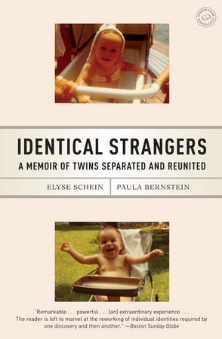 IDENTICAL STRANGERS
A MEMOIR OF TWINS SEPARATED AND REUNITED
ELYSE SCHEIN PAULA BERNSTEIN
"Remarkable . . . powerful . . . [an] extraordinary experience . . .
The reader is left to marvel at the reworking of individual identities required by
one discovery and then another." —Boston Sunday Globe